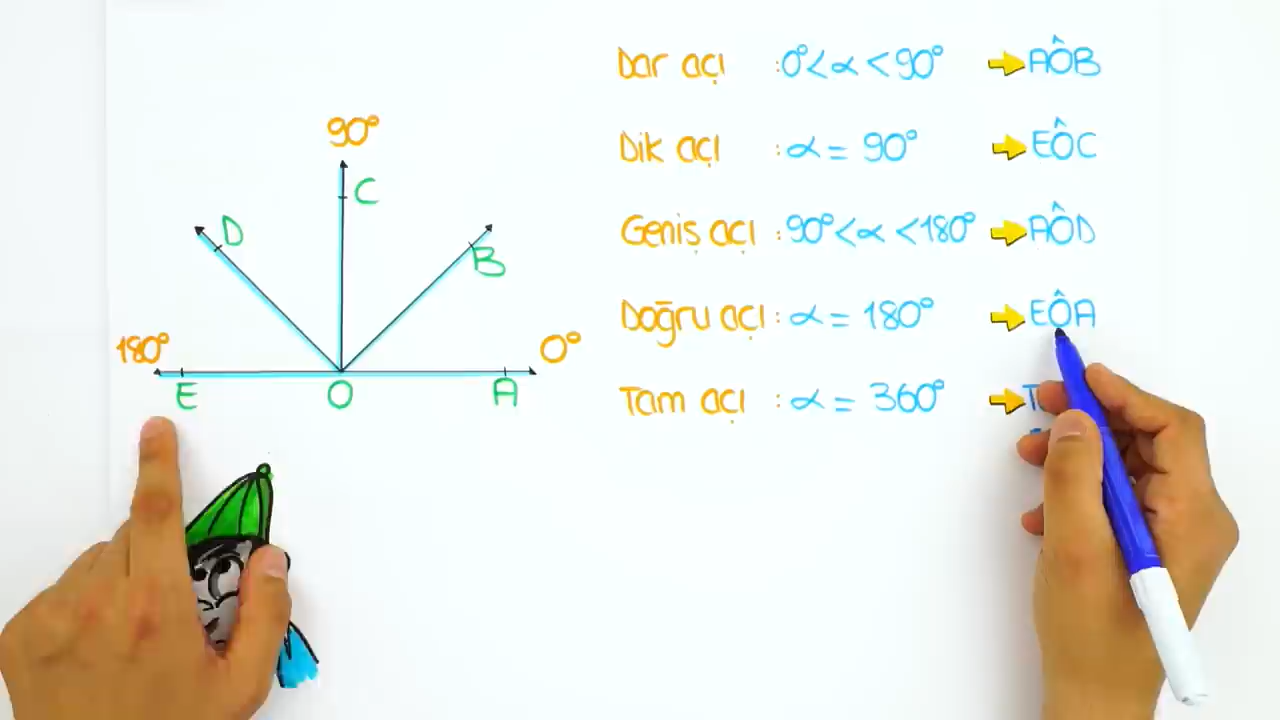 90°
C
D
B
180°
0°
E
O
A
Dar açı : 0°<α<90° AÔB
Dik açı : α = 90° EÔC
Geniş açı : 90°<α<180° AÔD
Doğru açı : α = 180° EÔA
Tam açı : α = 360°